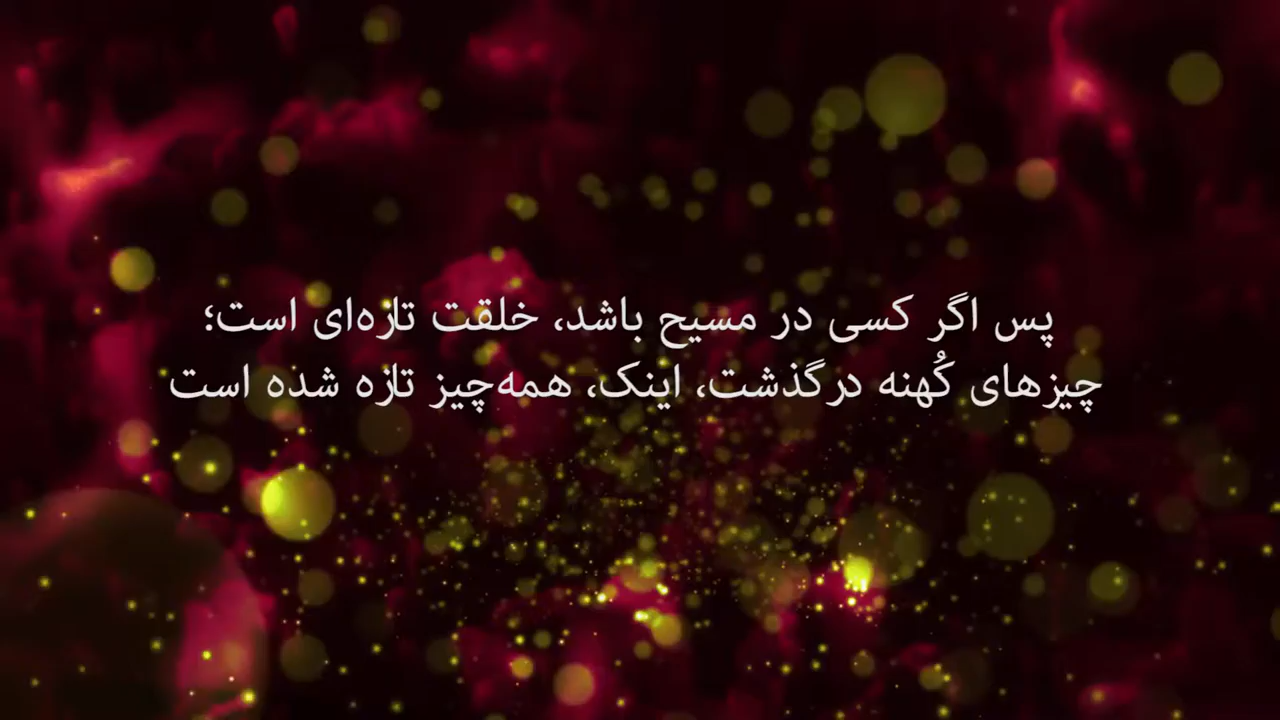 پس اگر کسی در مسیح باشد، خلقت تازه‌ای است؛
چیزهای کُهنه درگذشت، اینک، همه‌چیز تازه شده است